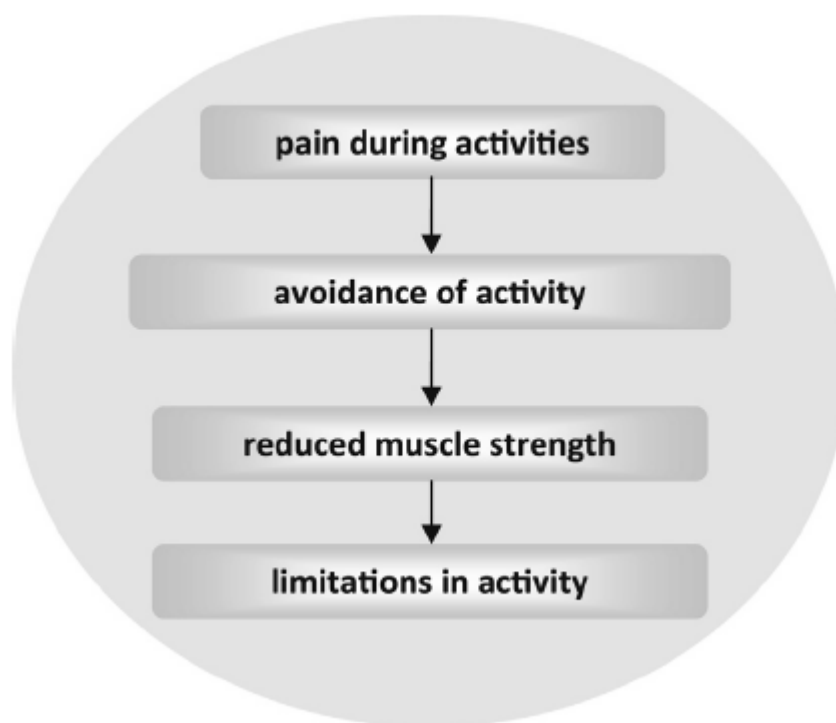 pain during activities
avoidance of activity
reduced muscle strength
limitations in activity